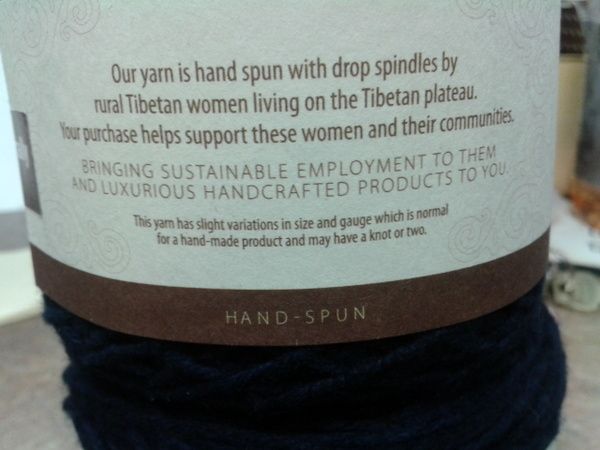 Our yarn is hand spun with drop spindles by
rural Tibetan women living on the Tibetan plateau.
Your purchase helps support these women and their communities.
BRINGING SUSTAINABLE EMPLOYMENT TO THEM
AND LUXURIOUS HANDCRAFTED PRODUCTS TO YOU.
This yarn has slight variations in size and gauge which is normal
for a hand-made product and may have a knot or two.
HAND-SPUN